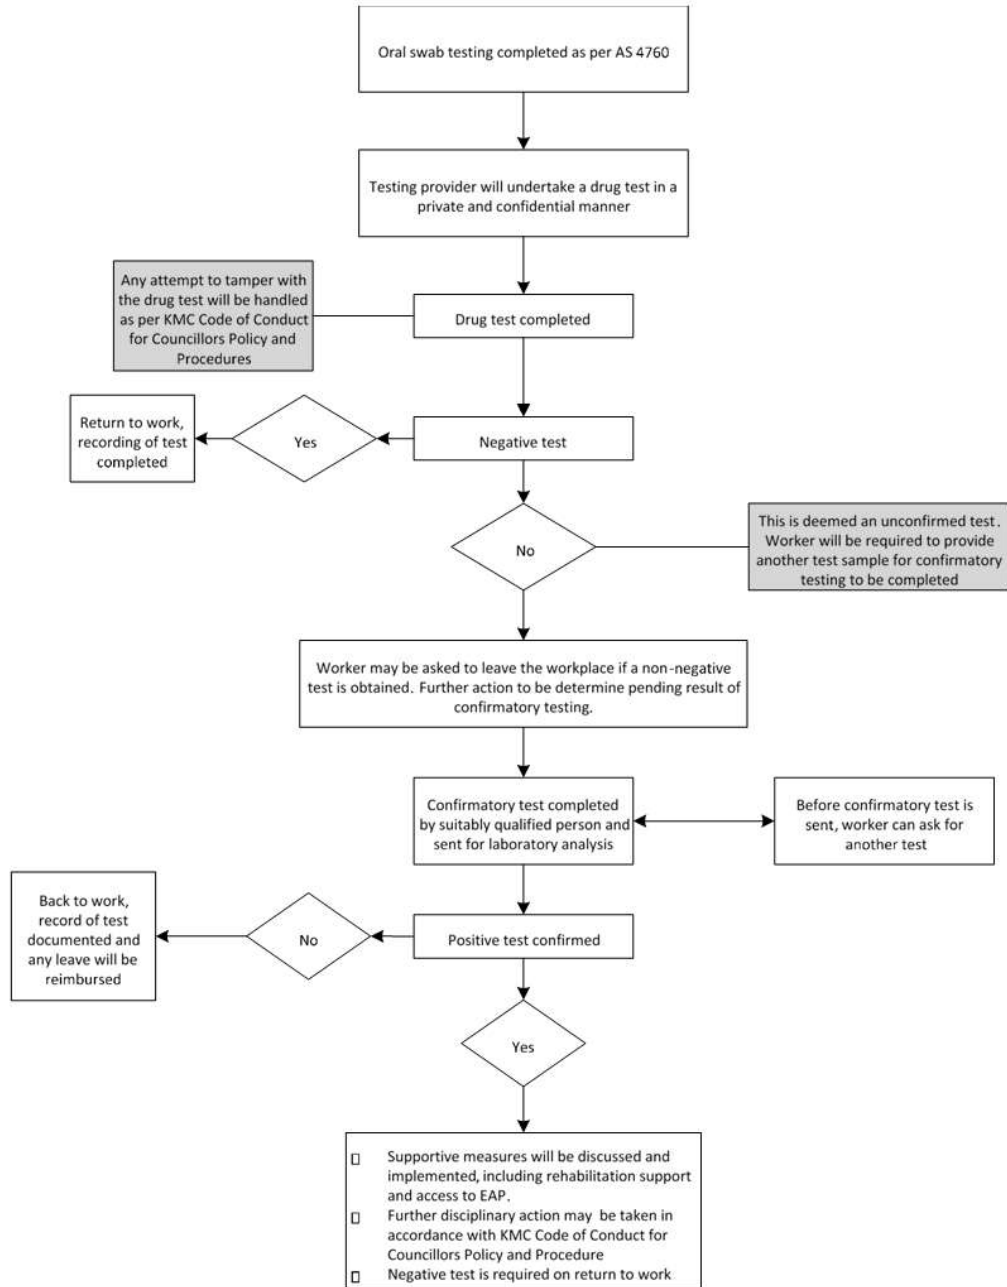 Oral swab testing completed as per AS 4760
Testing provider will undertake a drug test in a
private and confidential manner
Any attempt to tamper with
the drug test will be handled
as per KMC Code of Conduct
for Councillors Policy and
Procedures
Drug test completed
Return to work,
recording of test
completed
Yes
Negative test
No
This is deemed an unconfirmed test.
Worker will be required to provide
another test sample for confirmatory
testing to be completed
Worker may be asked to leave the workplace if a non-negative
test is obtained. Further action to be determine pending result of
confirmatory testing.
Confirmatory test completed
by suitably qualified person and
sent for laboratory analysis
Before confirmatory test is
sent, worker can ask for
another test
Back to work,
record of test
documented and
any leave will be
reimbursed
No
Positive test confirmed
Yes
Supportive measures will be discussed and
implemented, including rehabilitation support
and access to EAP.
Further disciplinary action may be taken in
accordance with KMC Code of Conduct for
Councillors Policy and Procedure
Negative test is required on return to work